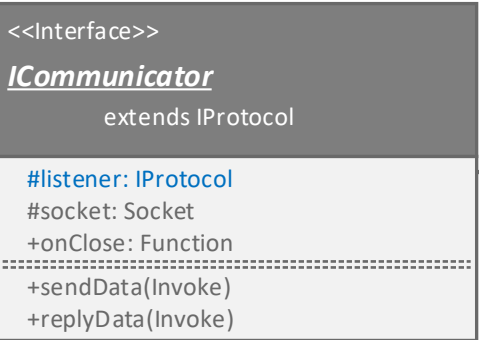 <<Interface>>
ICommunicator
extends IProtocol
#listener: IProtocol
#socket: Socket
+onClose: Function
+sendData(Invoke)
+replyData(Invoke)